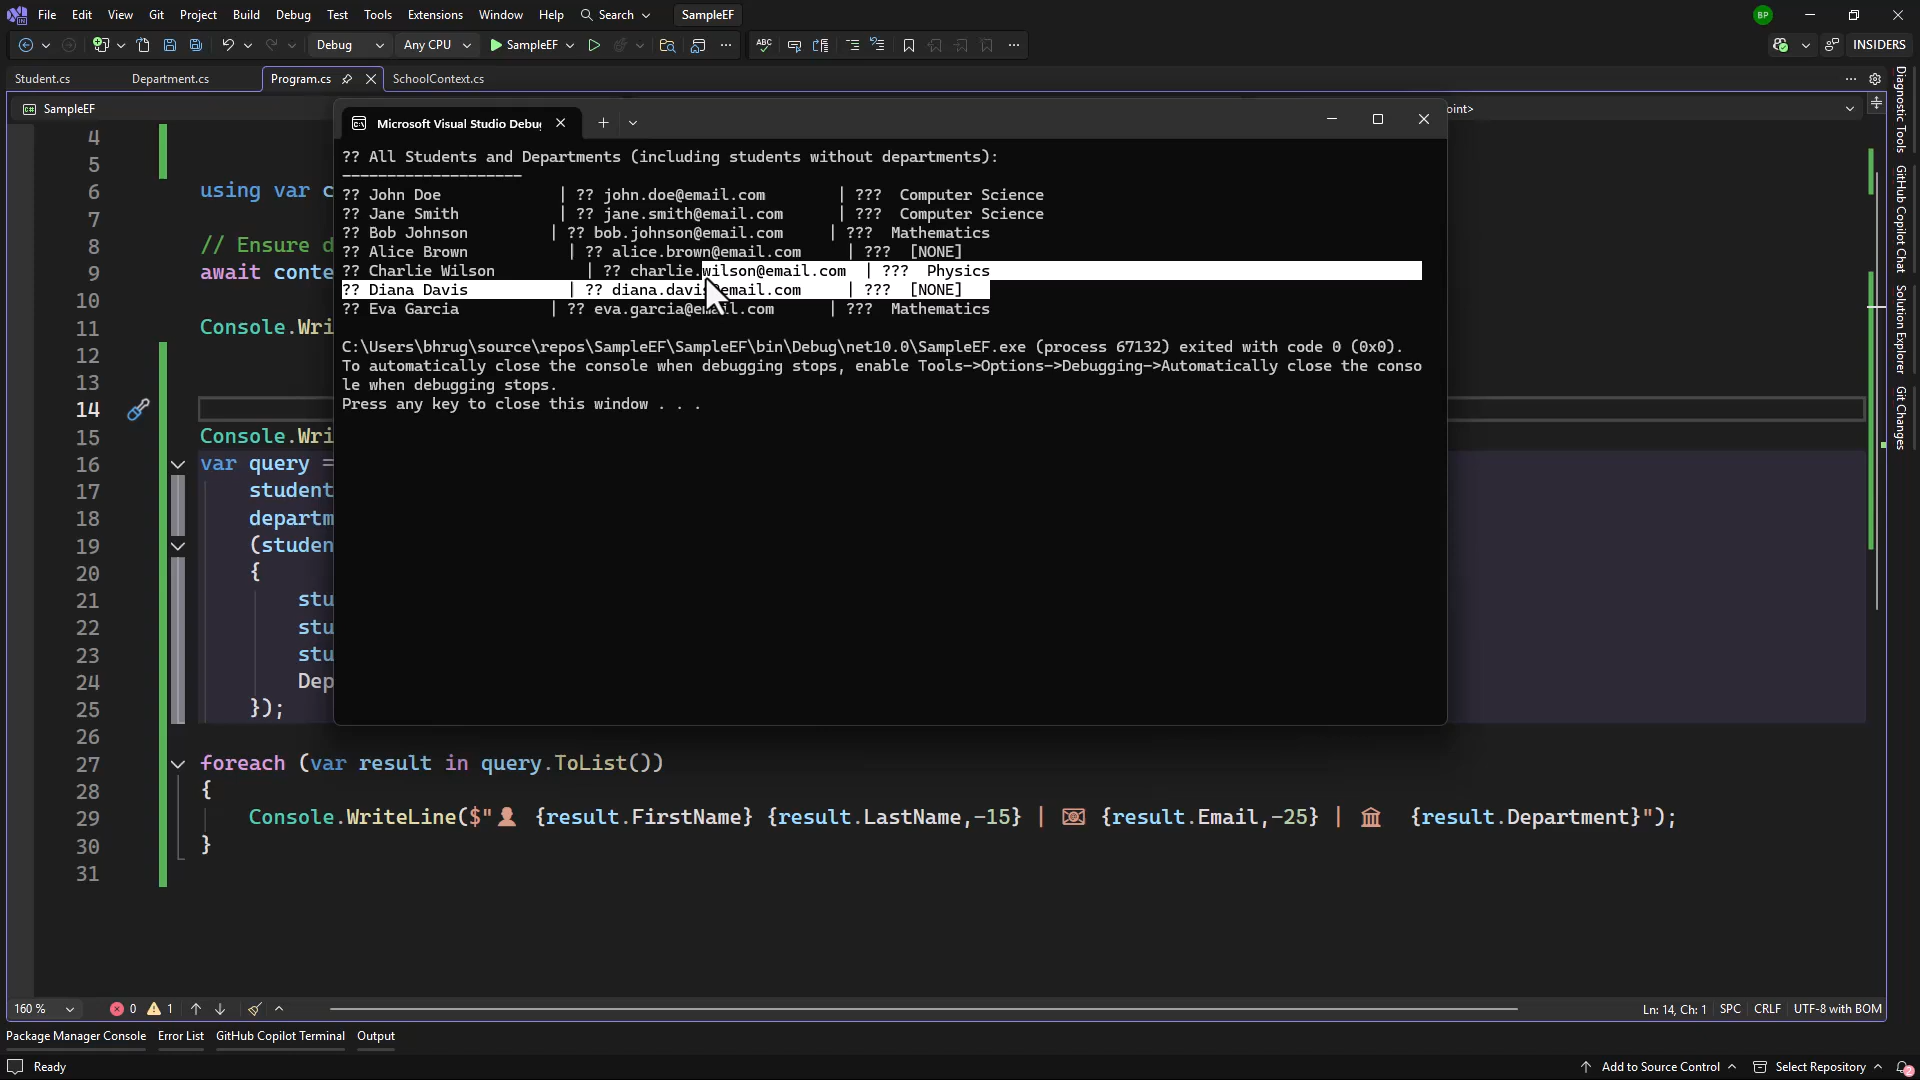 File Edit View Git Project Build Debug Test Tools Extensions Window Help Search SampleEF BP
Debug Any CPU SampleEF INSIDERS
Student.cs Department.cs Program.cs SchoolContext.cs
SampleEF oint>
Microsoft Visual Studio Debu
?? All Students and Departments (including students without departments):
--------------------
?? John Doe | ?? john.doe@email.com | ??? Computer Science
?? Jane Smith | ?? jane.smith@email.com | ??? Computer Science
?? Bob Johnson | ?? bob.johnson@email.com | ??? Mathematics
?? Alice Brown | ?? alice.brown@email.com | ??? [NONE]
?? Charlie Wilson | ?? charlie.wilson@email.com | ??? Physics
?? Diana Davis | ?? diana.davis@email.com | ??? [NONE]
?? Eva Garcia | ?? eva.garcia@email.com | ??? Mathematics
C:\Users\bhrug\source\repos\SampleEF\SampleEF\bin\Debug\net10.0\SampleEF.exe (process 67132) exited with code 0 (0x0).
To automatically close the console when debugging stops, enable Tools->Options->Debugging->Automatically close the conso
le when debugging stops.
Press any key to close this window . . .
4
5
6 using var c
7
8 // Ensure d
9 await conte
10
11 Console.Wri
12
13
14
15 Console.Wri
16 var query =
17 student
18 departm
19 (studen
20 {
21 stu
22 stu
23 stu
24 Dep
25 });
26
27 foreach (var result in query.ToList())
28 {
29 Console.WriteLine($"👤 {result.FirstName} {result.LastName,-15} | 📧 {result.Email,-25} | 🏛 {result.Department}");
30 }
31
Diagnostic Tools
GitHub Copilot Chat
Solution Explorer
Git Changes
160 % 0 1 Ln: 14, Ch: 1 SPC CRLF UTF-8 with BOM
Package Manager Console Error List GitHub Copilot Terminal Output
Ready Add to Source Control Select Repository 2